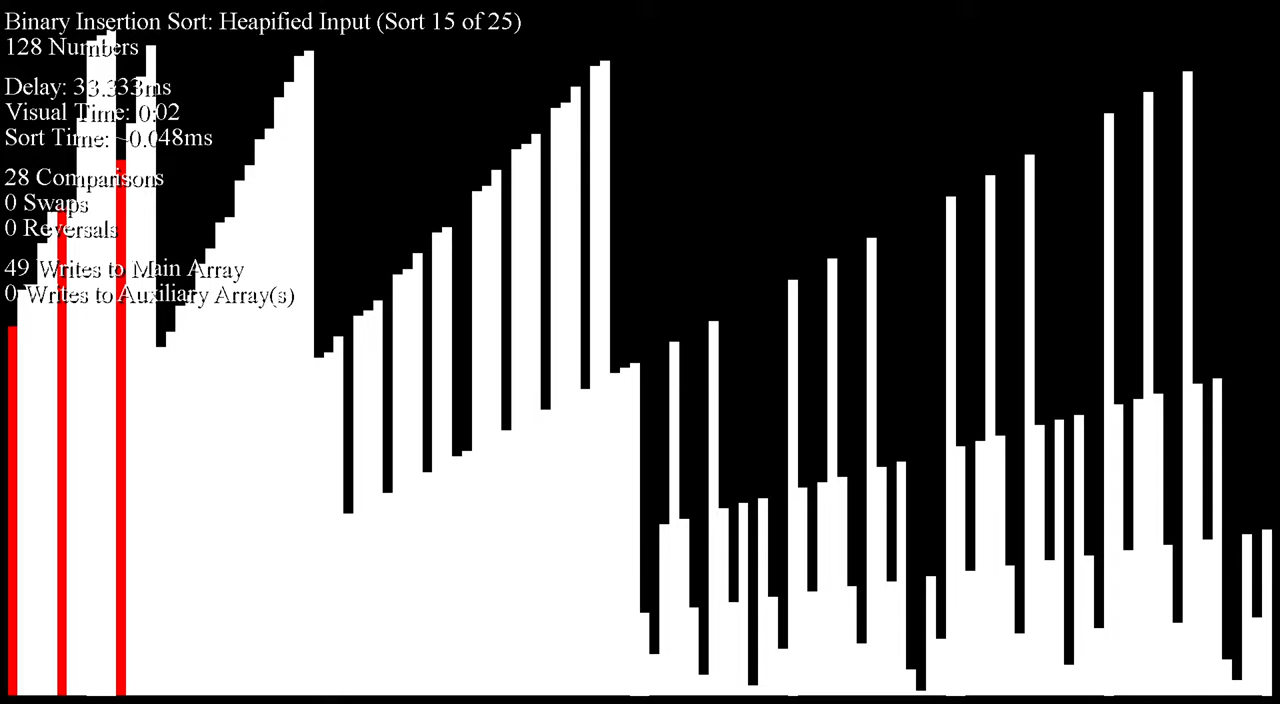 Binary Insertion Sort: Heapified Input (Sort 15 of 25)
128 Numbers
Delay: 33.333ms
Visual Time: 0:02
Sort Time: ~0.048ms
28 Comparisons
0 Swaps
0 Reversals
49 Writes to Main Array
0 Writes to Auxiliary Array(s)